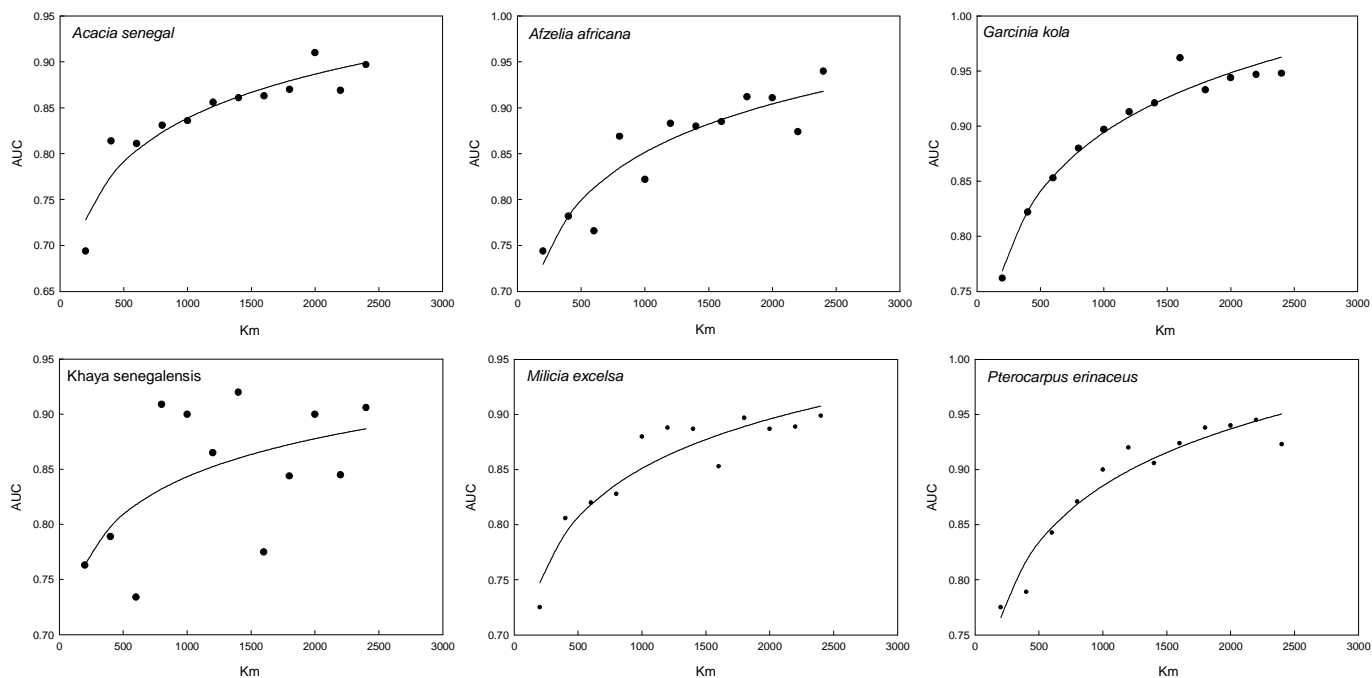 Acacia senegal
0.95
0.90
0.85
0.80
0.75
0.70
0.65
AUC
0 500 1000 1500 2000 2500 3000
Km
Afzelia africana
1.00
0.95
0.90
0.85
0.80
0.75
0.70
AUC
0 500 1000 1500 2000 2500 3000
Km
Garcinia kola
1.00
0.95
0.90
0.85
0.80
0.75
AUC
0 500 1000 1500 2000 2500 3000
Km
Khaya senegalensis
0.95
0.90
0.85
0.80
0.75
0.70
AUC
0 500 1000 1500 2000 2500 3000
Km
Milicia excelsa
0.95
0.90
0.85
0.80
0.75
0.70
AUC
0 500 1000 1500 2000 2500 3000
Km
Pterocarpus erinaceus
1.00
0.95
0.90
0.85
0.80
0.75
AUC
0 500 1000 1500 2000 2500 3000
Km